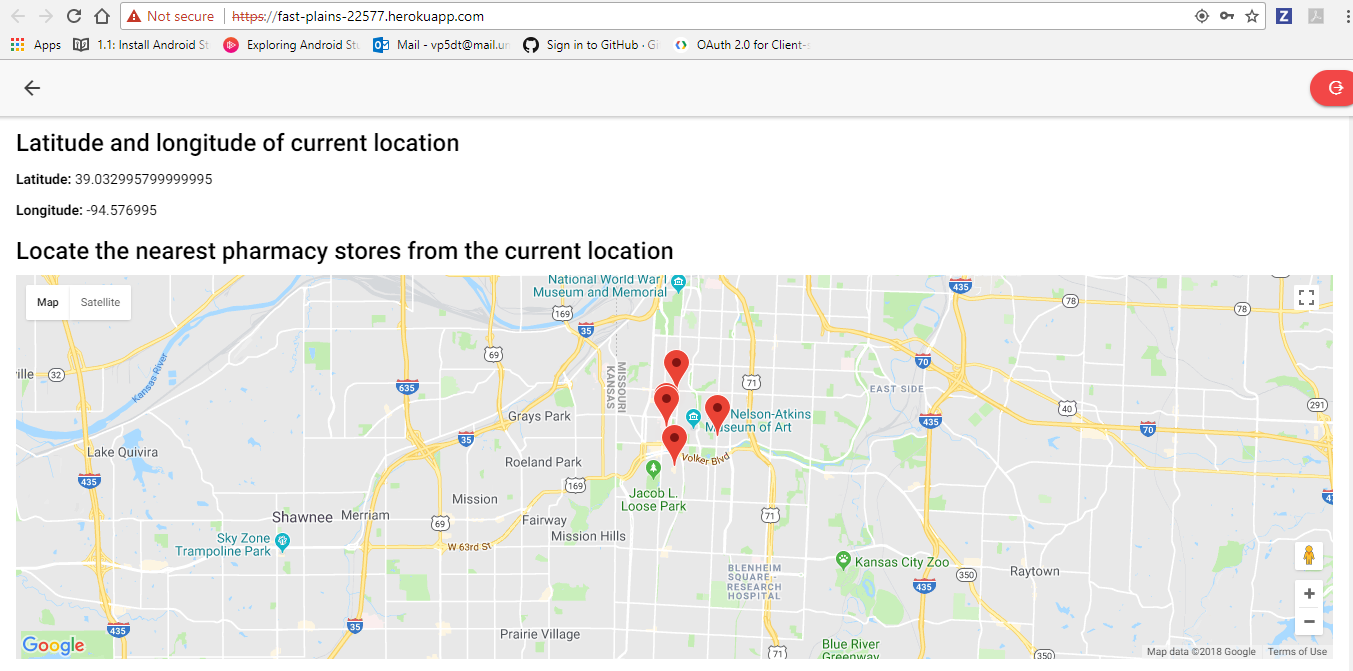 Not secure https://fast-plains-22577.herokuapp.com
Apps 1.1: Install Android St Exploring Android Stu Mail - vp5dt@mail.um Sign in to GitHub · Gi OAuth 2.0 for Client-s
Latitude and longitude of current location
Latitude: 39.032995799999995
Longitude: -94.576995
Locate the nearest pharmacy stores from the current location
Map Satellite
National World War I
Museum and Memorial
435
78
78
169
35
69
70
ville
32
Kansas River
MISSOURI
KANSAS
71
635
EAST SIDE
40
291
Grays Park
Nelson-Atkins
Museum of Art
435
70
35
Lake Quivira
Roeland Park
Volker Blvd
435
169
Mission
Jacob L.
Loose Park
Shawnee
Merriam
69
Fairway
71
Mission Hills
Sky Zone
Trampoline Park
W 63rd St
Kansas City Zoo
350
Raytown
BLENHEIM
SQUARE -
RESEARCH
HOSPITAL
435
435
35
Prairie Village
Blue River
Greenway
71
350
Google
Map data ©2018 Google Terms of Use